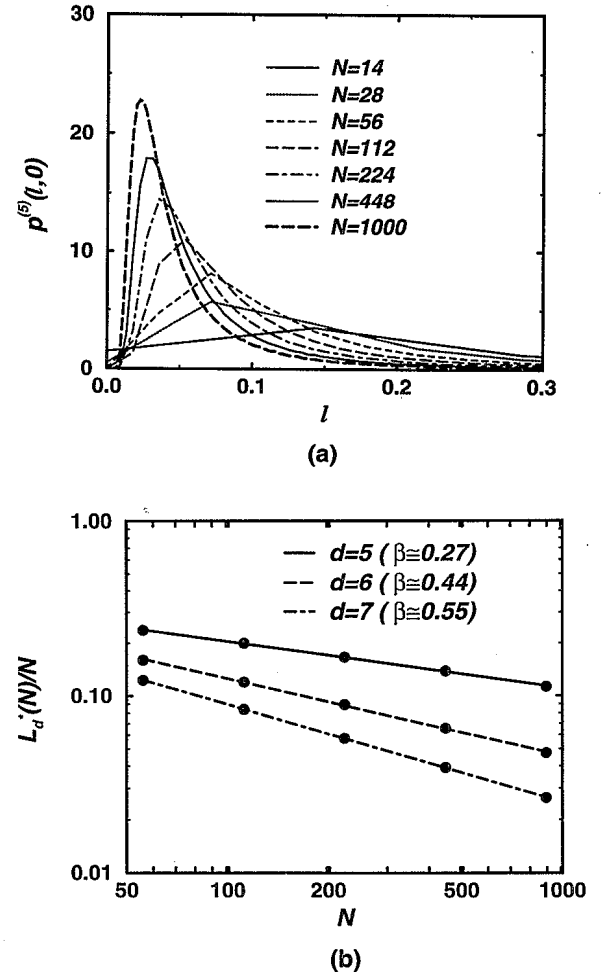 30
20
10
0
p^(5)(l,0)
N=14
N=28
N=56
N=112
N=224
N=448
N=1000
0.0 0.1 0.2 0.3
l
(a)
1.00
0.10
0.01
L_d^*(N)/N
d=5 ( β≅0.27)
d=6 ( β≅0.44)
d=7 ( β≅0.55)
50 100 200 500 1000
N
(b)